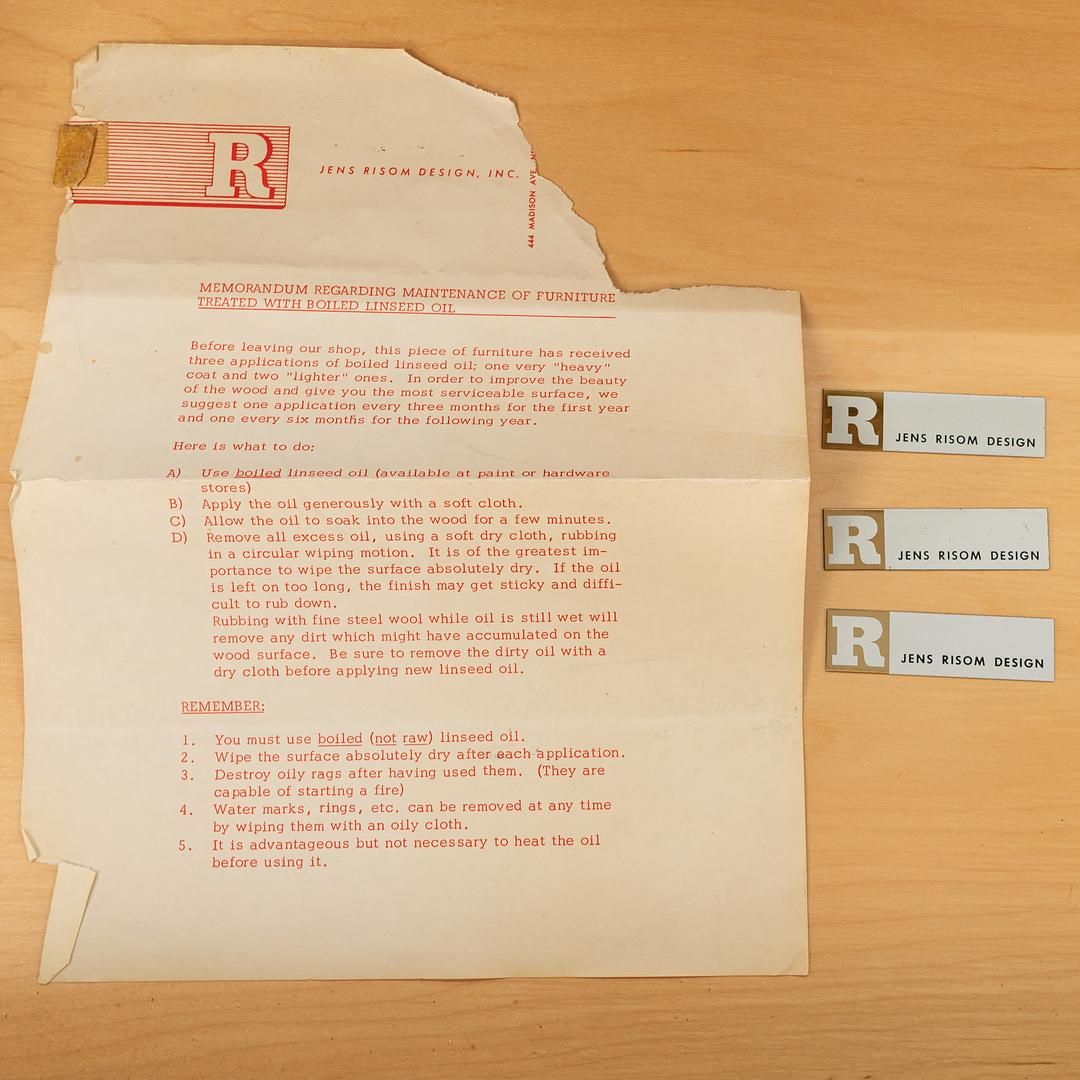 R
JENS RISOM DESIGN, INC.
444 MADISON AVE.
MEMORANDUM REGARDING MAINTENANCE OF FURNITURE
TREATED WITH BOILED LINSEED OIL
Before leaving our shop, this piece of furniture has received
three applications of boiled linseed oil; one very "heavy"
coat and two "lighter" ones. In order to improve the beauty
of the wood and give you the most serviceable surface, we
suggest one application every three months for the first year
and one every six months for the following year.
Here is what to do:
A) Use boiled linseed oil (available at paint or hardware
stores)
B) Apply the oil generously with a soft cloth.
C) Allow the oil to soak into the wood for a few minutes.
D) Remove all excess oil, using a soft dry cloth, rubbing
in a circular wiping motion. It is of the greatest im-
portance to wipe the surface absolutely dry. If the oil
is left on too long, the finish may get sticky and diffi-
cult to rub down.
Rubbing with fine steel wool while oil is still wet will
remove any dirt which might have accumulated on the
wood surface. Be sure to remove the dirty oil with a
dry cloth before applying new linseed oil.
REMEMBER:
1. You must use boiled (not raw) linseed oil.
2. Wipe the surface absolutely dry after each application.
3. Destroy oily rags after having used them. (They are
capable of starting a fire)
4. Water marks, rings, etc. can be removed at any time
by wiping them with an oily cloth.
5. It is advantageous but not necessary to heat the oil
before using it.
R JENS RISOM DESIGN
R JENS RISOM DESIGN
R JENS RISOM DESIGN